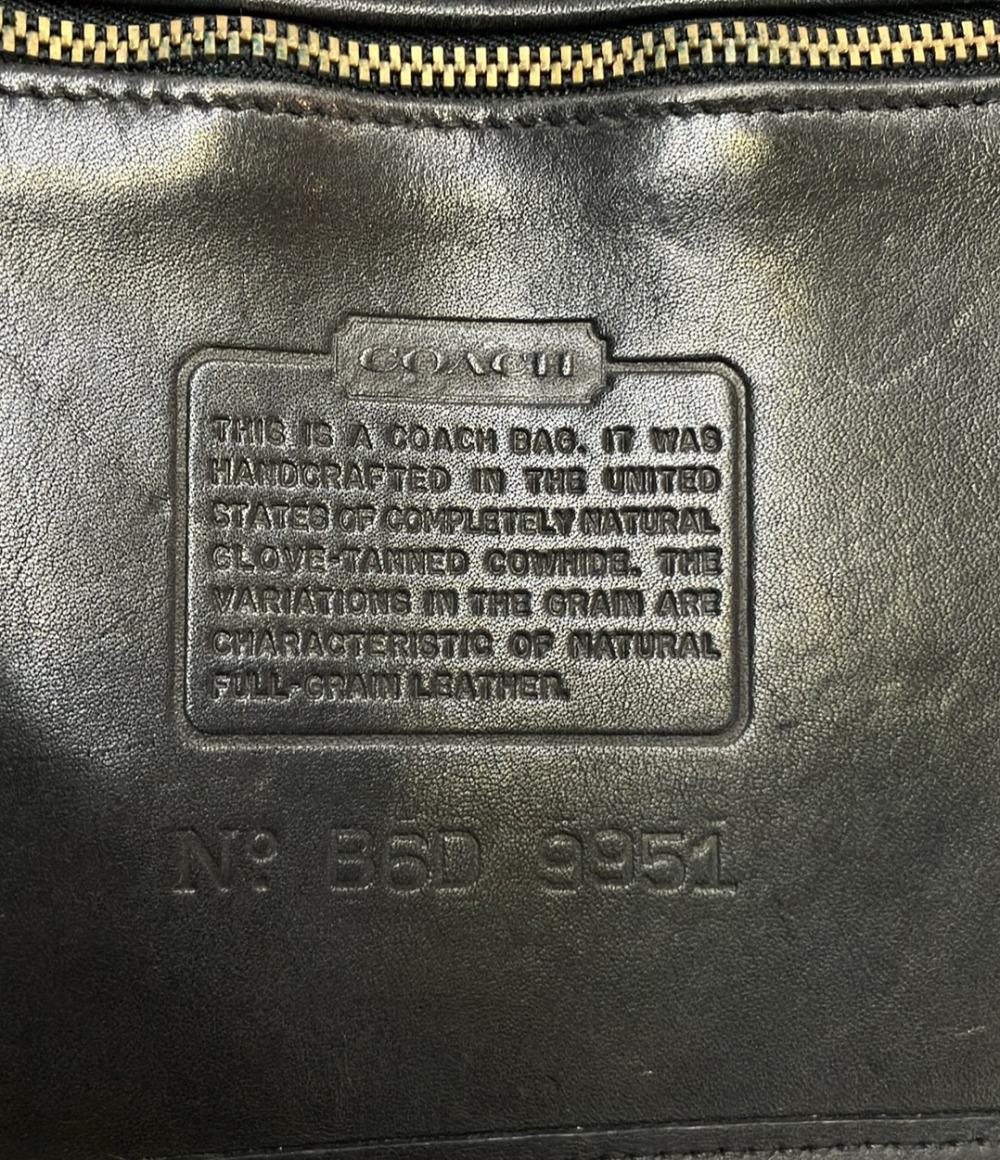 COACH
THIS IS A COACH BAG. IT WAS
HANDCRAFTED IN THE UNITED
STATES OF COMPLETELY NATURAL
GLOVE-TANNED COWHIDE. THE
VARIATIONS IN THE GRAIN ARE
CHARACTERISTIC OF NATURAL
FULL-GRAIN LEATHER.
Nº B6D 9951